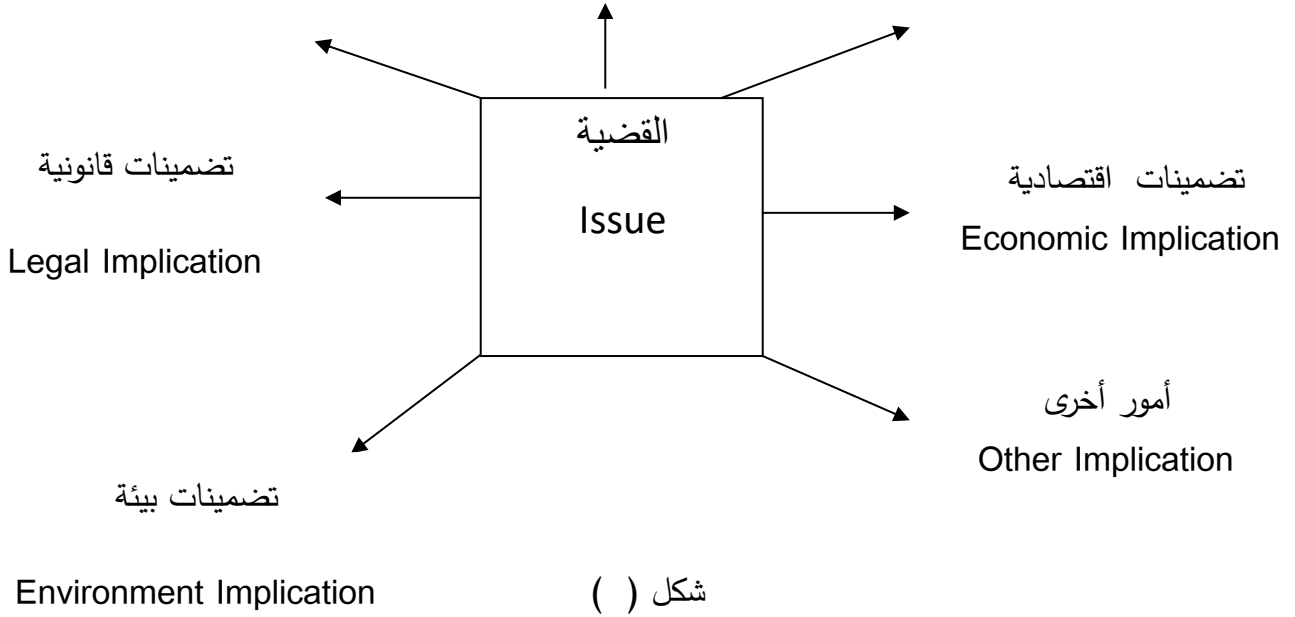 القضية
Issue
تضمينات قانونية
Legal Implication
تضمينات اقتصادية
Economic Implication
أمور أخرى
Other Implication
تضمينات بيئة
Environment Implication
شكل ( )